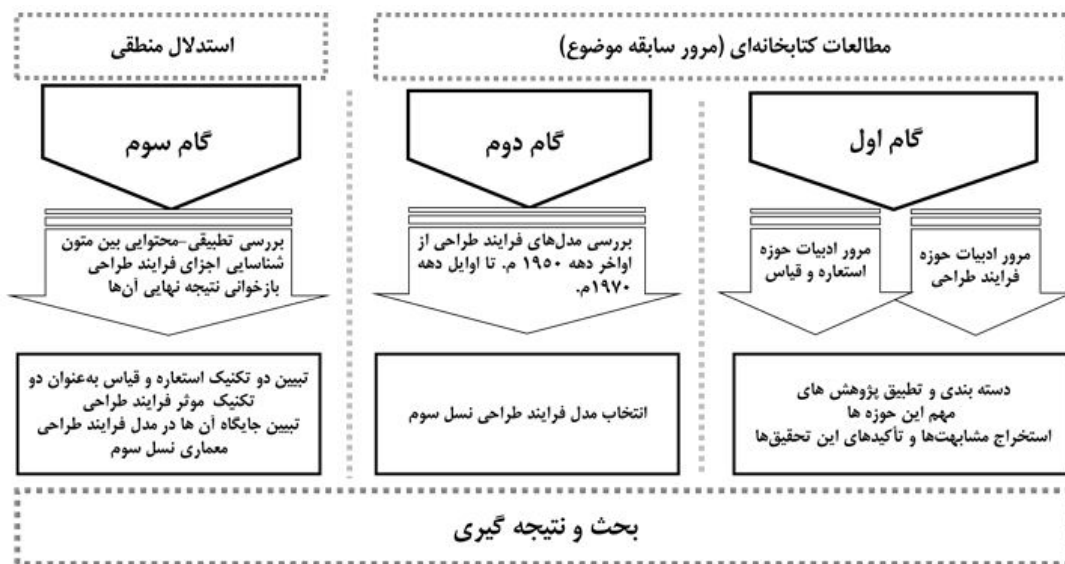 مطالعات کتابخانه‌ای (مرور سابقه موضوع)
استدلال منطقی
گام اول
مرور ادبیات حوزه
فرایند طراحی
مرور ادبیات حوزه
استعاره و قیاس
دسته بندی و تطبیق پژوهش های
مهم این حوزه ها
استخراج مشابهت‌ها و تأکیدهای این تحقیق‌ها
گام دوم
بررسی مدل‌های فرایند طراحی از
اواخر دهه ۱۹۵۰ م. تا اوایل دهه
۱۹۷۰م.
انتخاب مدل فرایند طراحی نسل سوم
گام سوم
بررسی تطبیقی-محتوایی بین متون
شناسایی اجزای فرایند طراحی
بازخوانی نتیجه نهایی آن‌ها
تبیین دو تکنیک استعاره و قیاس به‌عنوان دو
تکنیک موثر فرایند طراحی
تبیین جایگاه آن ها در مدل فرایند طراحی
معماری نسل سوم
بحث و نتیجه گیری